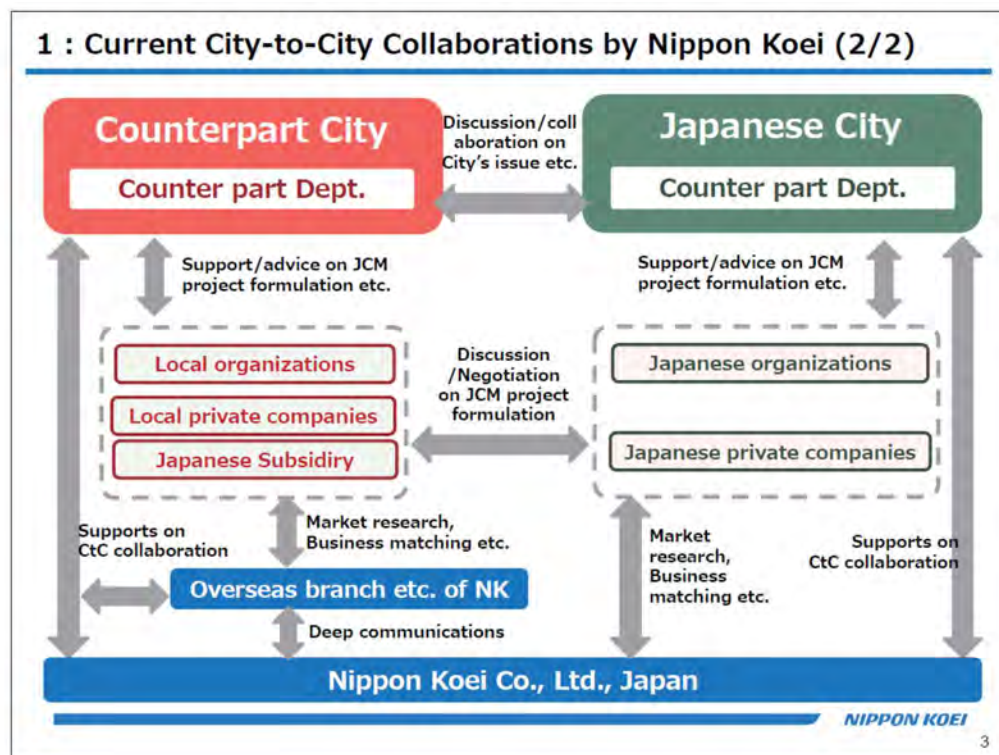 1 : Current City-to-City Collaborations by Nippon Koei (2/2)
Counterpart City
Counter part Dept.
Discussion/coll
aboration on
City's issue etc.
Japanese City
Counter part Dept.
Support/advice on JCM
project formulation etc.
Support/advice on JCM
project formulation etc.
Local organizations
Local private companies
Japanese Subsidiry
Discussion
/Negotiation
on JCM project
formulation
Japanese organizations
Japanese private companies
Supports on
CtC collaboration
Market research,
Business matching etc.
Market
research,
Business
matching etc.
Supports on
CtC collaboration
Overseas branch etc. of NK
Deep communications
Nippon Koei Co., Ltd., Japan
NIPPON KOEI
3